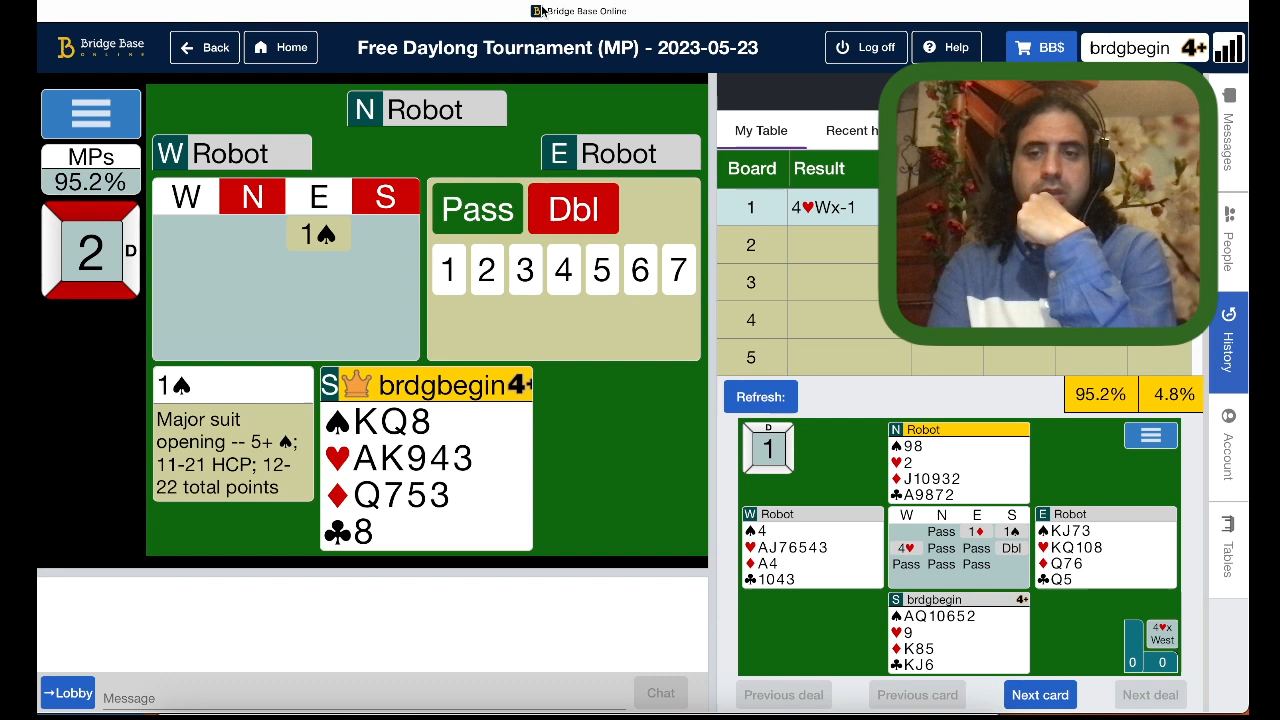 Bridge Base Online
Bridge Base
ONLINE
Back
Home
Free Daylong Tournament (MP) - 2023-05-23
Log off
Help
BB$
brdgbegin 4+
MPs
95.2%
2
D
N Robot
W Robot
E Robot
W N E S
1♠
Pass
Dbl
1 2 3 4 5 6 7
1♠
Major suit
opening -- 5+ ♠;
11-21 HCP; 12-
22 total points
S brdgbegin 4+
♠KQ8
♥AK943
♦Q753
♣8
→Lobby
Message
Chat
My Table
Recent h
Board Result
1 4♥Wx-1
2
3
4
5
Refresh:
95.2% 4.8%
D
1
N Robot
♠98
♥2
♦J10932
♣A9872
W Robot
♠4
♥AJ76543
♦A4
♣1043
W N E S
Pass 1♦ 1♠
4♥ Pass Pass Dbl
Pass Pass Pass
E Robot
♠KJ73
♥KQ108
♦Q76
♣Q5
S brdgbegin 4+
♠AQ10652
♥9
♦K85
♣KJ6
4♥x
West
0 0
Previous deal
Previous card
Next card
Next deal
Messages
People
History
Account
Tables